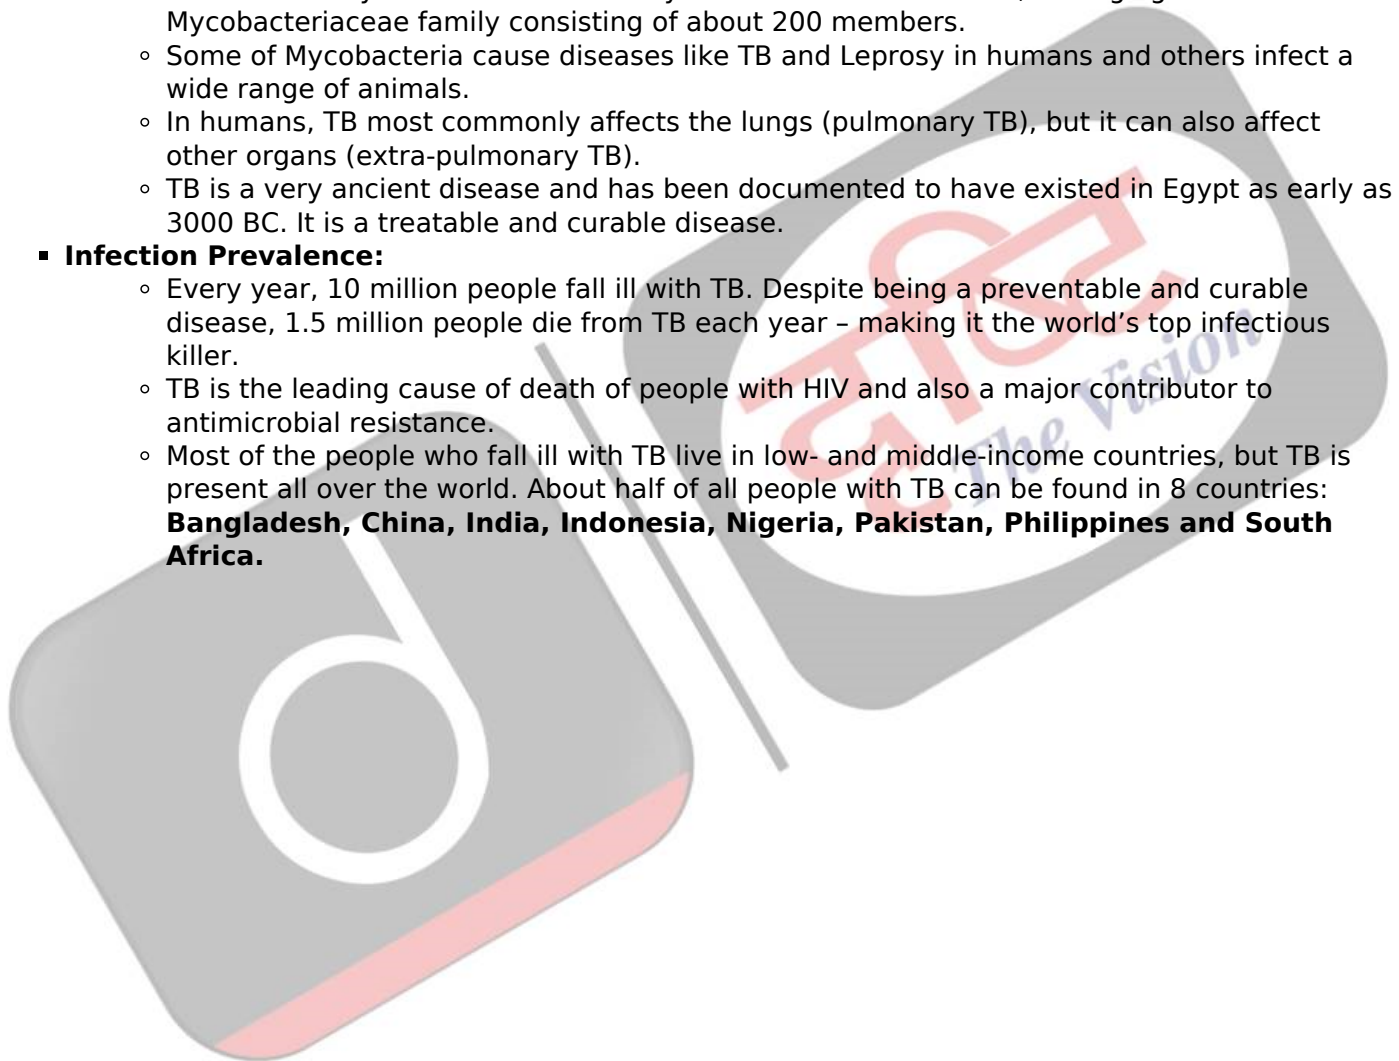 Mycobacteriaceae family consisting of about 200 members.
◦ Some of Mycobacteria cause diseases like TB and Leprosy in humans and others infect a
wide range of animals.
◦ In humans, TB most commonly affects the lungs (pulmonary TB), but it can also affect
other organs (extra-pulmonary TB).
◦ TB is a very ancient disease and has been documented to have existed in Egypt as early as
3000 BC. It is a treatable and curable disease.
▪ Infection Prevalence:
◦ Every year, 10 million people fall ill with TB. Despite being a preventable and curable
disease, 1.5 million people die from TB each year – making it the world’s top infectious
killer.
◦ TB is the leading cause of death of people with HIV and also a major contributor to
antimicrobial resistance.
◦ Most of the people who fall ill with TB live in low- and middle-income countries, but TB is
present all over the world. About half of all people with TB can be found in 8 countries:
Bangladesh, China, India, Indonesia, Nigeria, Pakistan, Philippines and South
Africa.
दृष्टि
The Vision
d